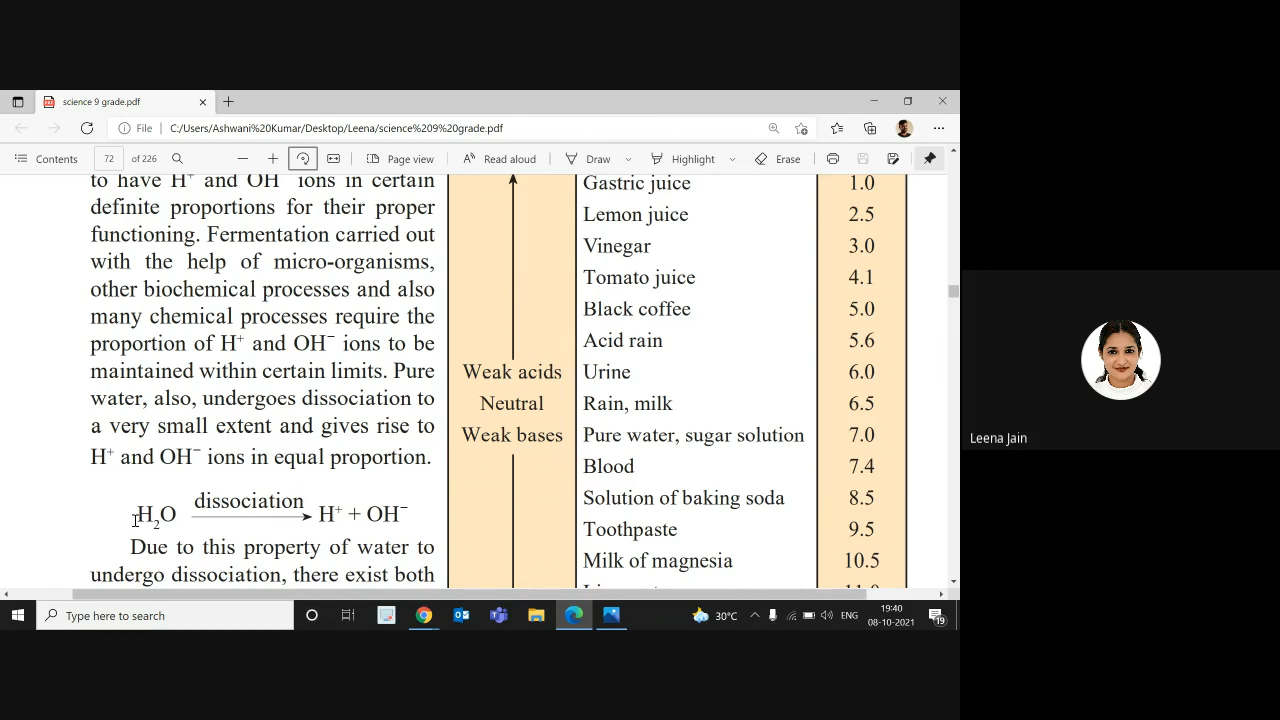 science 9 grade.pdf
File C:/Users/Ashwani%20Kumar/Desktop/Leena/science%209%20grade.pdf
Contents 72 of 226 Page view Read aloud Draw Highlight Erase
to have H⁺ and OH ions in certain
definite proportions for their proper
functioning. Fermentation carried out
with the help of micro-organisms,
other biochemical processes and also
many chemical processes require the
proportion of H⁺ and OH⁻ ions to be
maintained within certain limits. Pure
water, also, undergoes dissociation to
a very small extent and gives rise to
H⁺ and OH⁻ ions in equal proportion.
dissociation
H₂O → H⁺ + OH⁻
Due to this property of water to
undergo dissociation, there exist both
Weak acids
Neutral
Weak bases
Gastric juice 1.0
Lemon juice 2.5
Vinegar 3.0
Tomato juice 4.1
Black coffee 5.0
Acid rain 5.6
Urine 6.0
Rain, milk 6.5
Pure water, sugar solution 7.0
Blood 7.4
Solution of baking soda 8.5
Toothpaste 9.5
Milk of magnesia 10.5
Leena Jain
Type here to search
30°C
ENG
19:40
08-10-2021
19